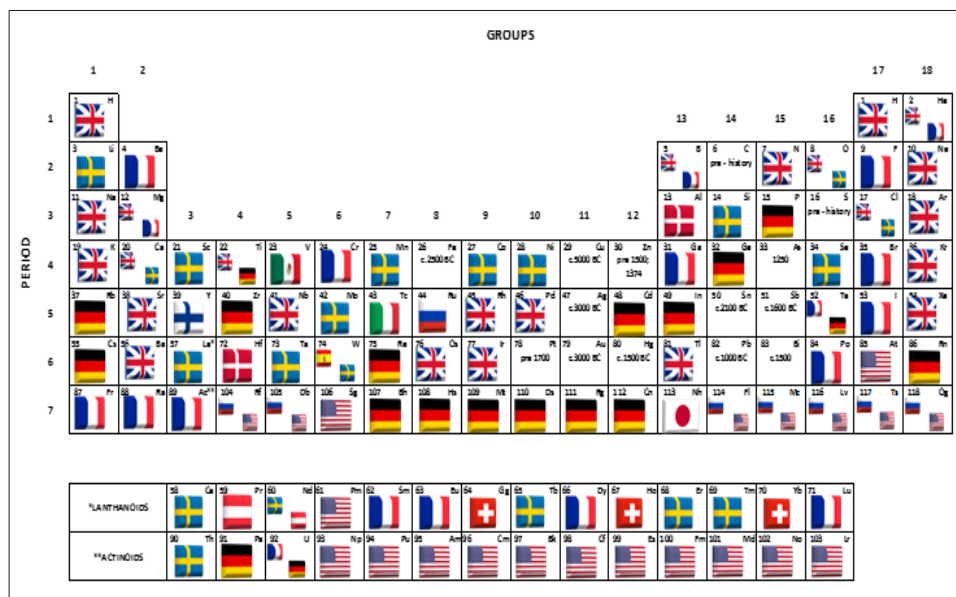 GROUPS
1 2 17 18
PERIOD
1 1 H 1 H 2 He
13 14 15 16
2 3 Li 4 Be 5 B 6 C pre - history 7 N 8 O 9 F 10 Ne
3 11 Na 12 Mg 13 Al 14 Si 15 P 16 S pre - history 17 Cl 18 Ar
3 4 5 6 7 8 9 10 11 12
4 19 K 20 Ca 21 Sc 22 Ti 23 V 24 Cr 25 Mn 26 Fe c.2500 BC 27 Co 28 Ni 29 Cu c.5000 BC 30 Zn pre 1500; 1374 31 Ga 32 Ge 33 As 1250 34 Se 35 Br 36 Kr
5 37 Rb 38 Sr 39 Y 40 Zr 41 Nb 42 Mo 43 Tc 44 Ru 45 Rh 46 Pd 47 Ag c.3000 BC 48 Cd 49 In 50 Sn c.2100 BC 51 Sb c.1600 BC 52 Te 53 I 54 Xe
6 55 Cs 56 Ba 57 La* 72 Hf 73 Ta 74 W 75 Re 76 Os 77 Ir 78 Pt pre 1700 79 Au c.3000 BC 80 Hg c.1500 BC 81 Tl 82 Pb c.1000 BC 83 Bi c.1500 84 Po 85 At 86 Rn
7 87 Fr 88 Ra 89 Ac** 104 Rf 105 Db 106 Sg 107 Bh 108 Hs 109 Mt 110 Ds 111 Rg 112 Cn 113 Nh 114 Fl 115 Mc 116 Lv 117 Ts 118 Og
*LANTHANOIDS 58 Ce 59 Pr 60 Nd 61 Pm 62 Sm 63 Eu 64 Gg 65 Tb 66 Dy 67 Ho 68 Er 69 Tm 70 Yb 71 Lu
**ACTINOIDS 90 Th 91 Pa 92 U 93 Np 94 Pu 95 Am 96 Cm 97 Bk 98 Cf 99 Es 100 Fm 101 Md 102 No 103 Lr